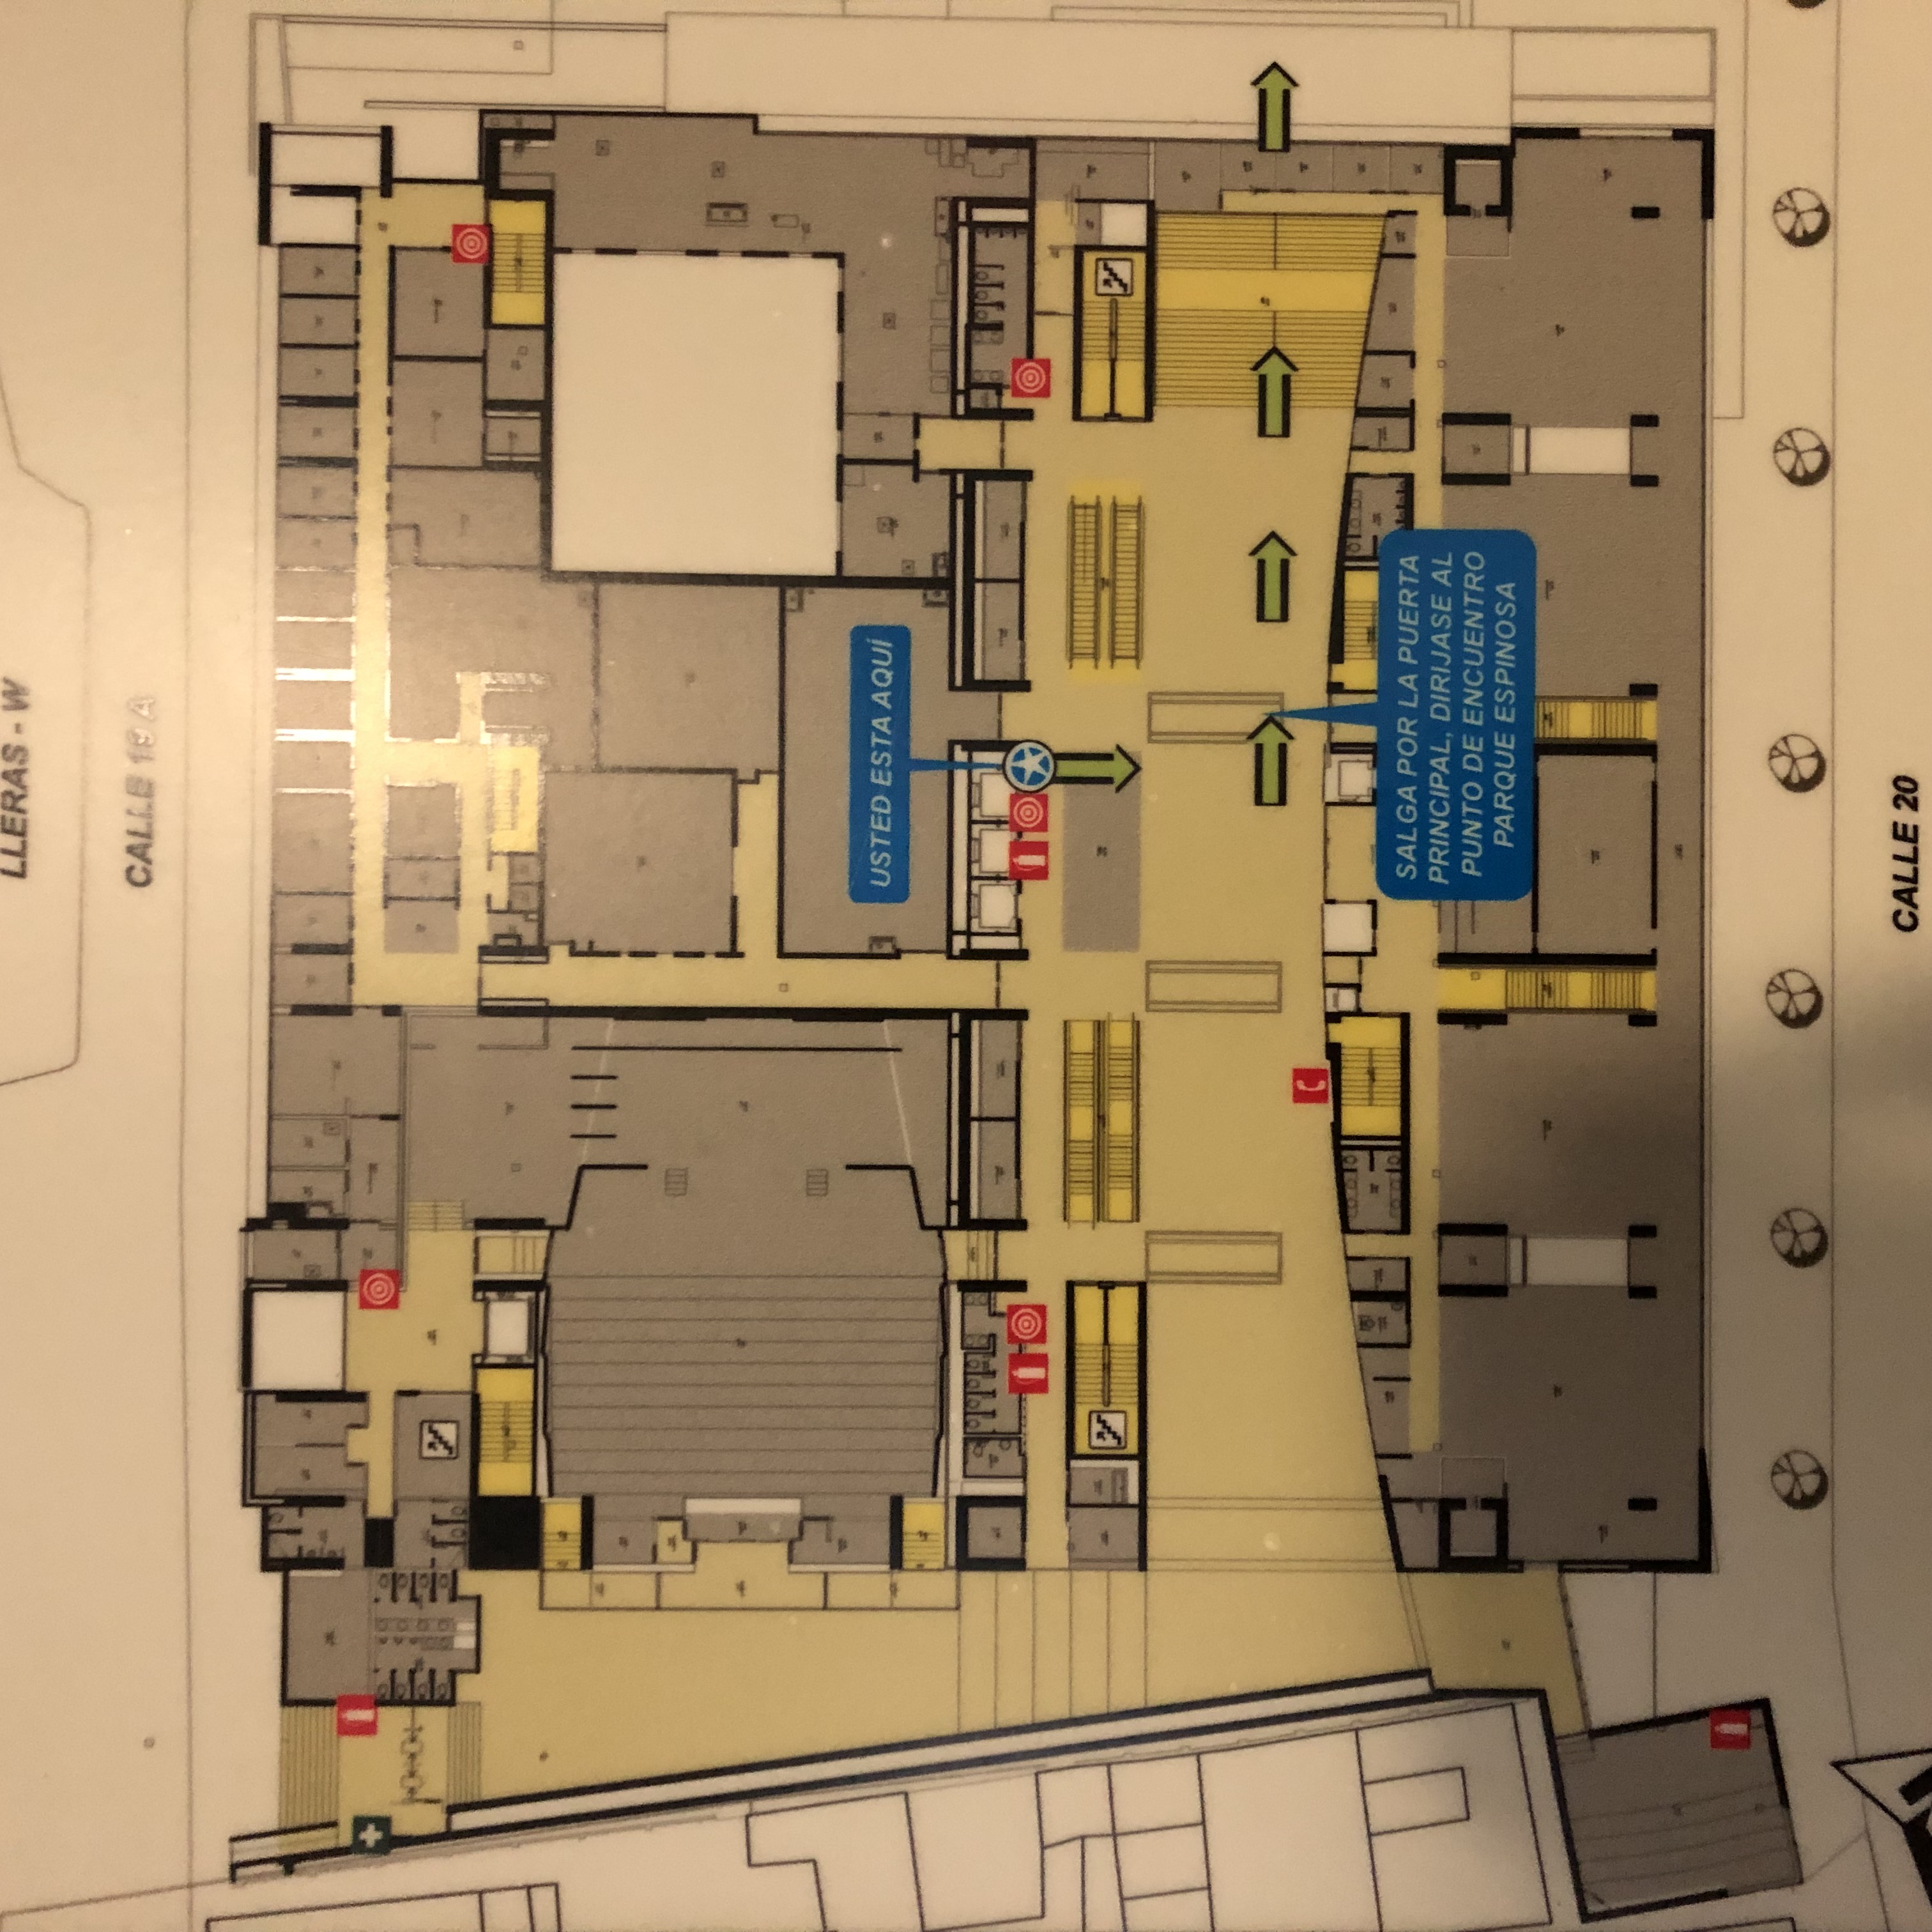 LLERAS - W
CALLE 19 A
USTED ESTA AQUÍ
SALGA POR LA PUERTA
PRINCIPAL, DIRIJASE AL
PUNTO DE ENCUENTRO
PARQUE ESPINOSA
CALLE 20